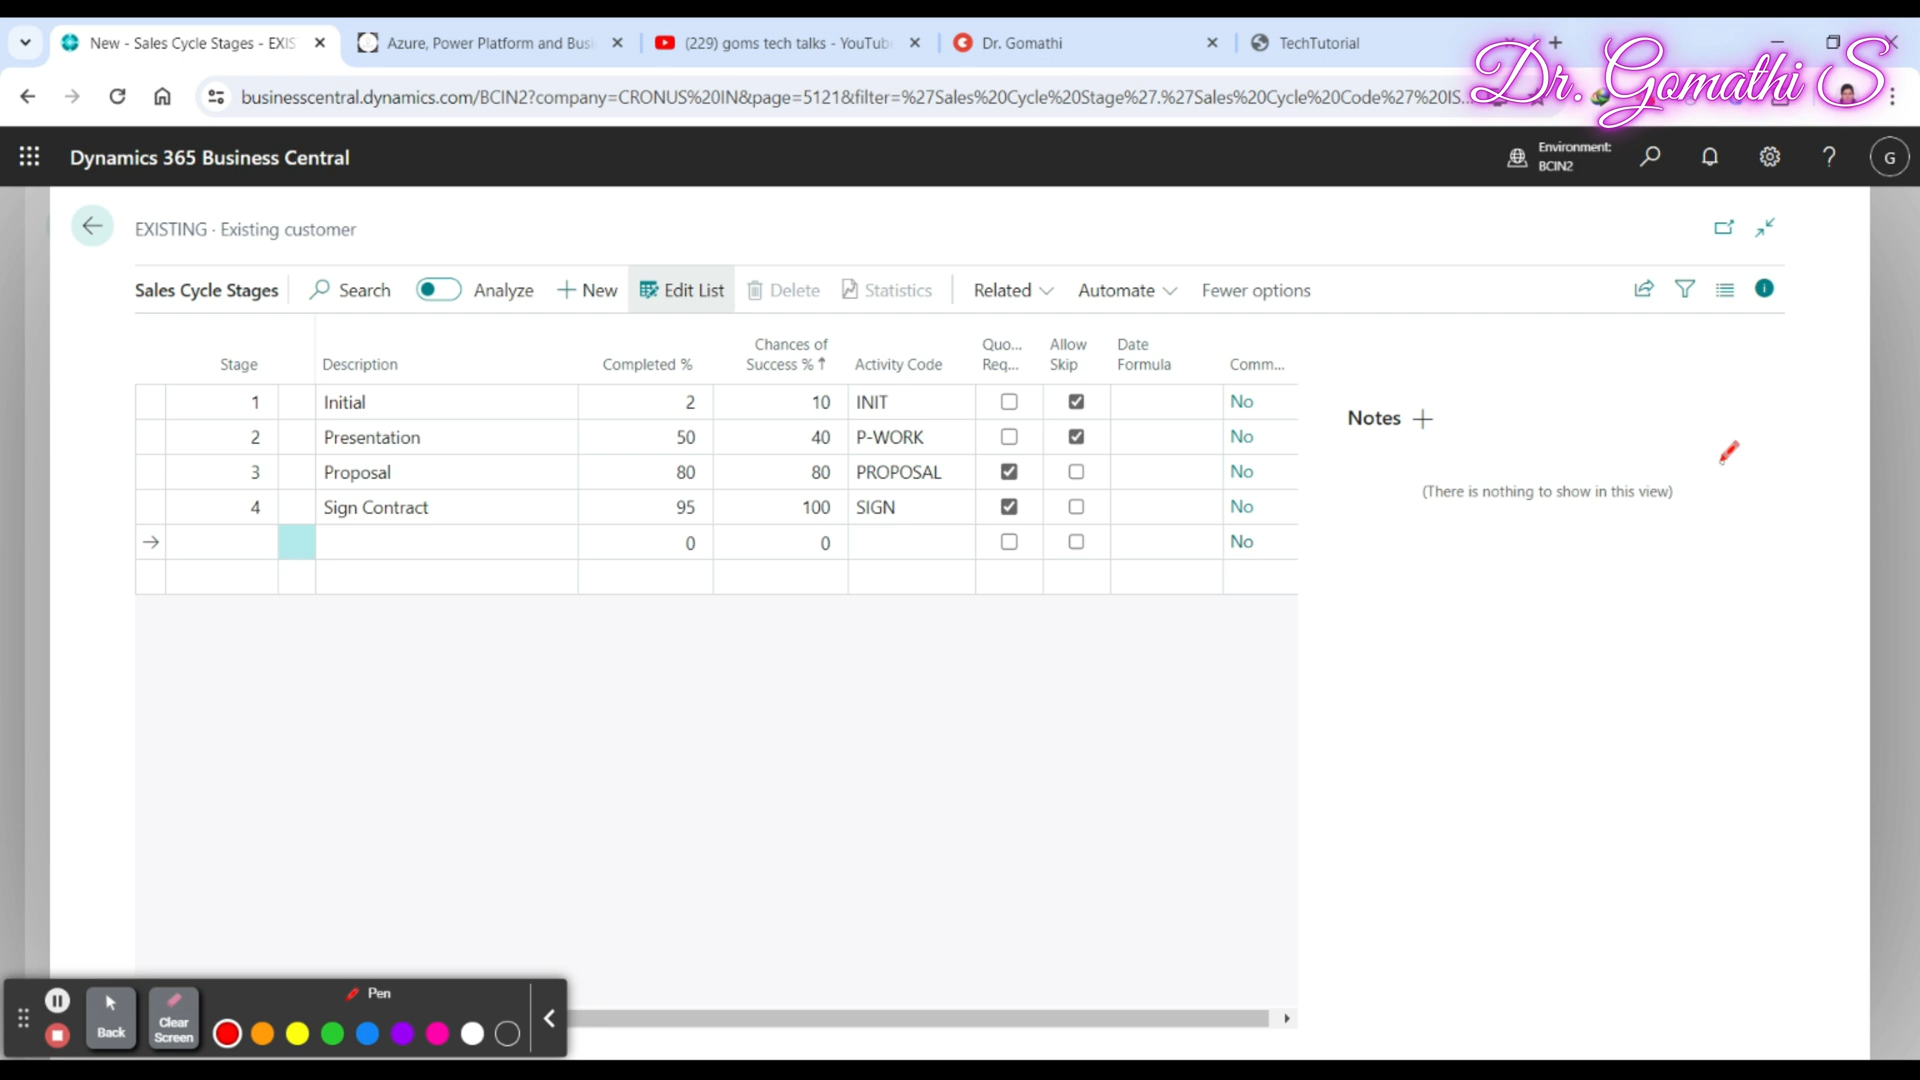 New - Sales Cycle Stages - EXIS
Azure, Power Platform and Busi
(229) goms tech talks - YouTube
Dr. Gomathi
TechTutorial
businesscentral.dynamics.com/BCIN2?company=CRONUS%20IN&page=5121&filter=%27Sales%20Cycle%20Stage%27.%27Sales%20Cycle%20Code%27%20IS...
Dr. Gomathi S
Dynamics 365 Business Central
Environment:
BCIN2
G
EXISTING · Existing customer
Sales Cycle Stages Search Analyze New Edit List Delete Statistics Related Automate Fewer options
Stage Description Completed % Chances of Success % ↑ Activity Code Quo... Req... Allow Skip Date Formula Comm...
1 Initial 2 10 INIT No
2 Presentation 50 40 P-WORK No
3 Proposal 80 80 PROPOSAL No
4 Sign Contract 95 100 SIGN No
0 0 No
Notes
(There is nothing to show in this view)
Pen
Back
Clear
Screen